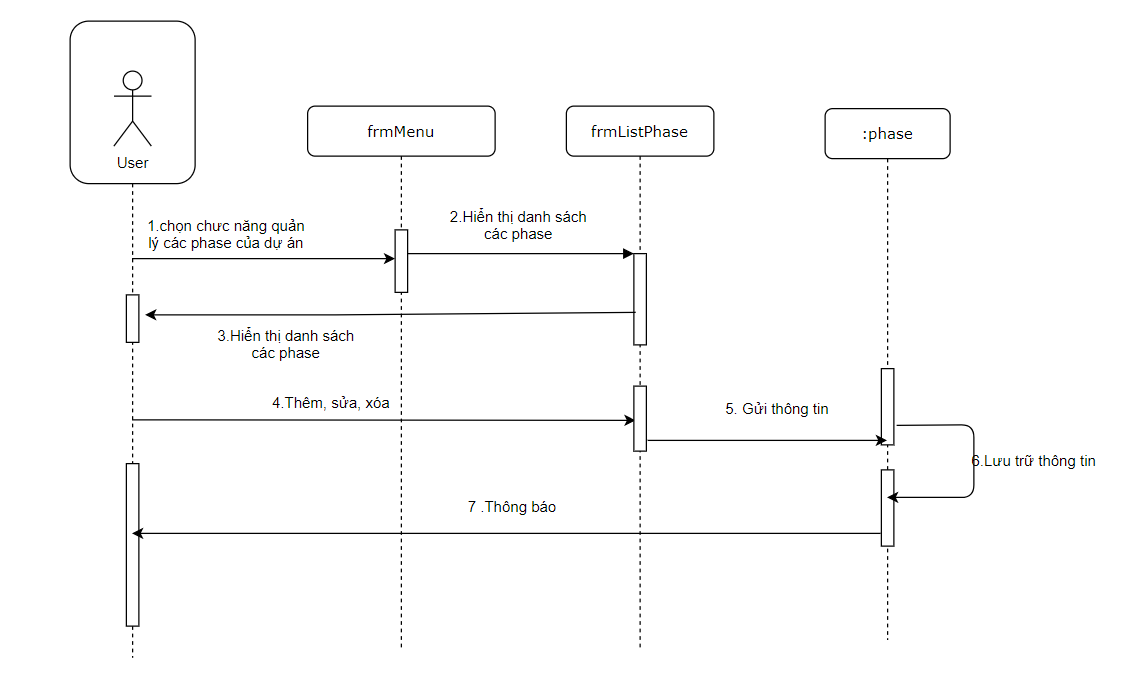 User
frmMenu
frmListPhase
:phase
1.chọn chưc năng quản
lý các phase của dự án
2.Hiển thị danh sách
các phase
3.Hiển thị danh sách
các phase
4.Thêm, sửa, xóa
5. Gửi thông tin
6.Lưu trữ thông tin
7 .Thông báo